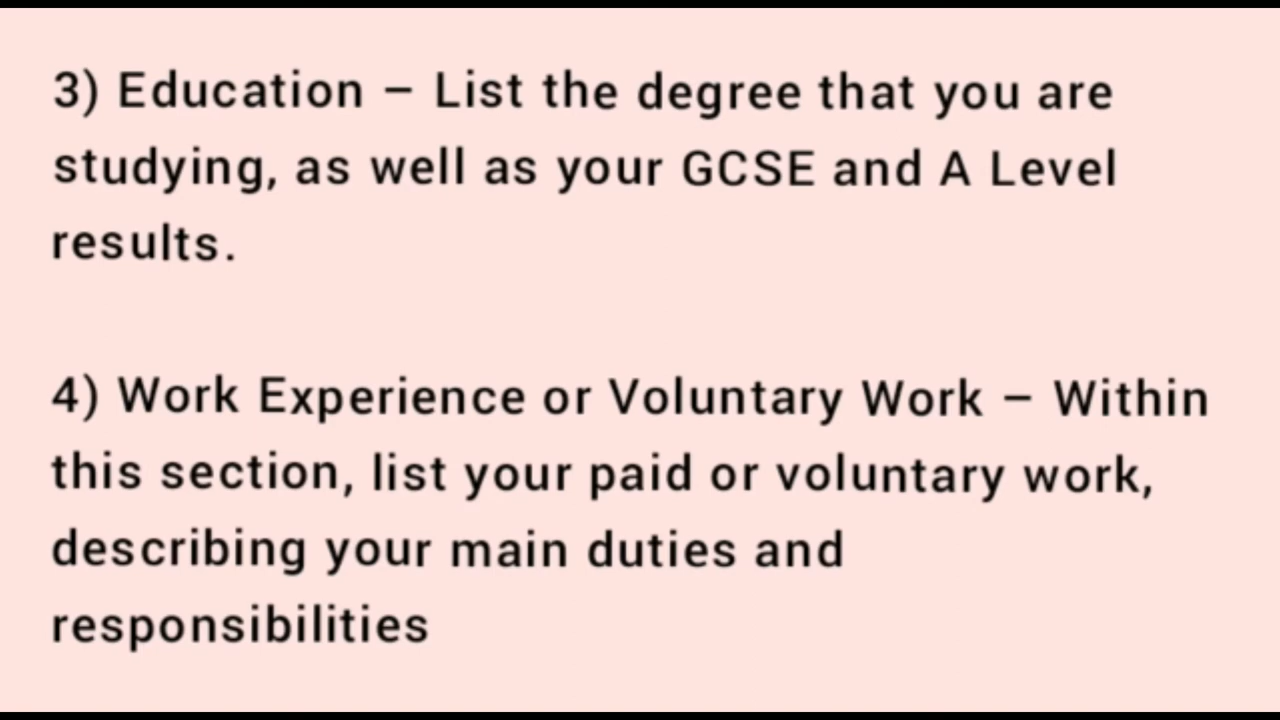 3) Education – List the degree that you are
studying, as well as your GCSE and A Level
results.
4) Work Experience or Voluntary Work – Within
this section, list your paid or voluntary work,
describing your main duties and
responsibilities